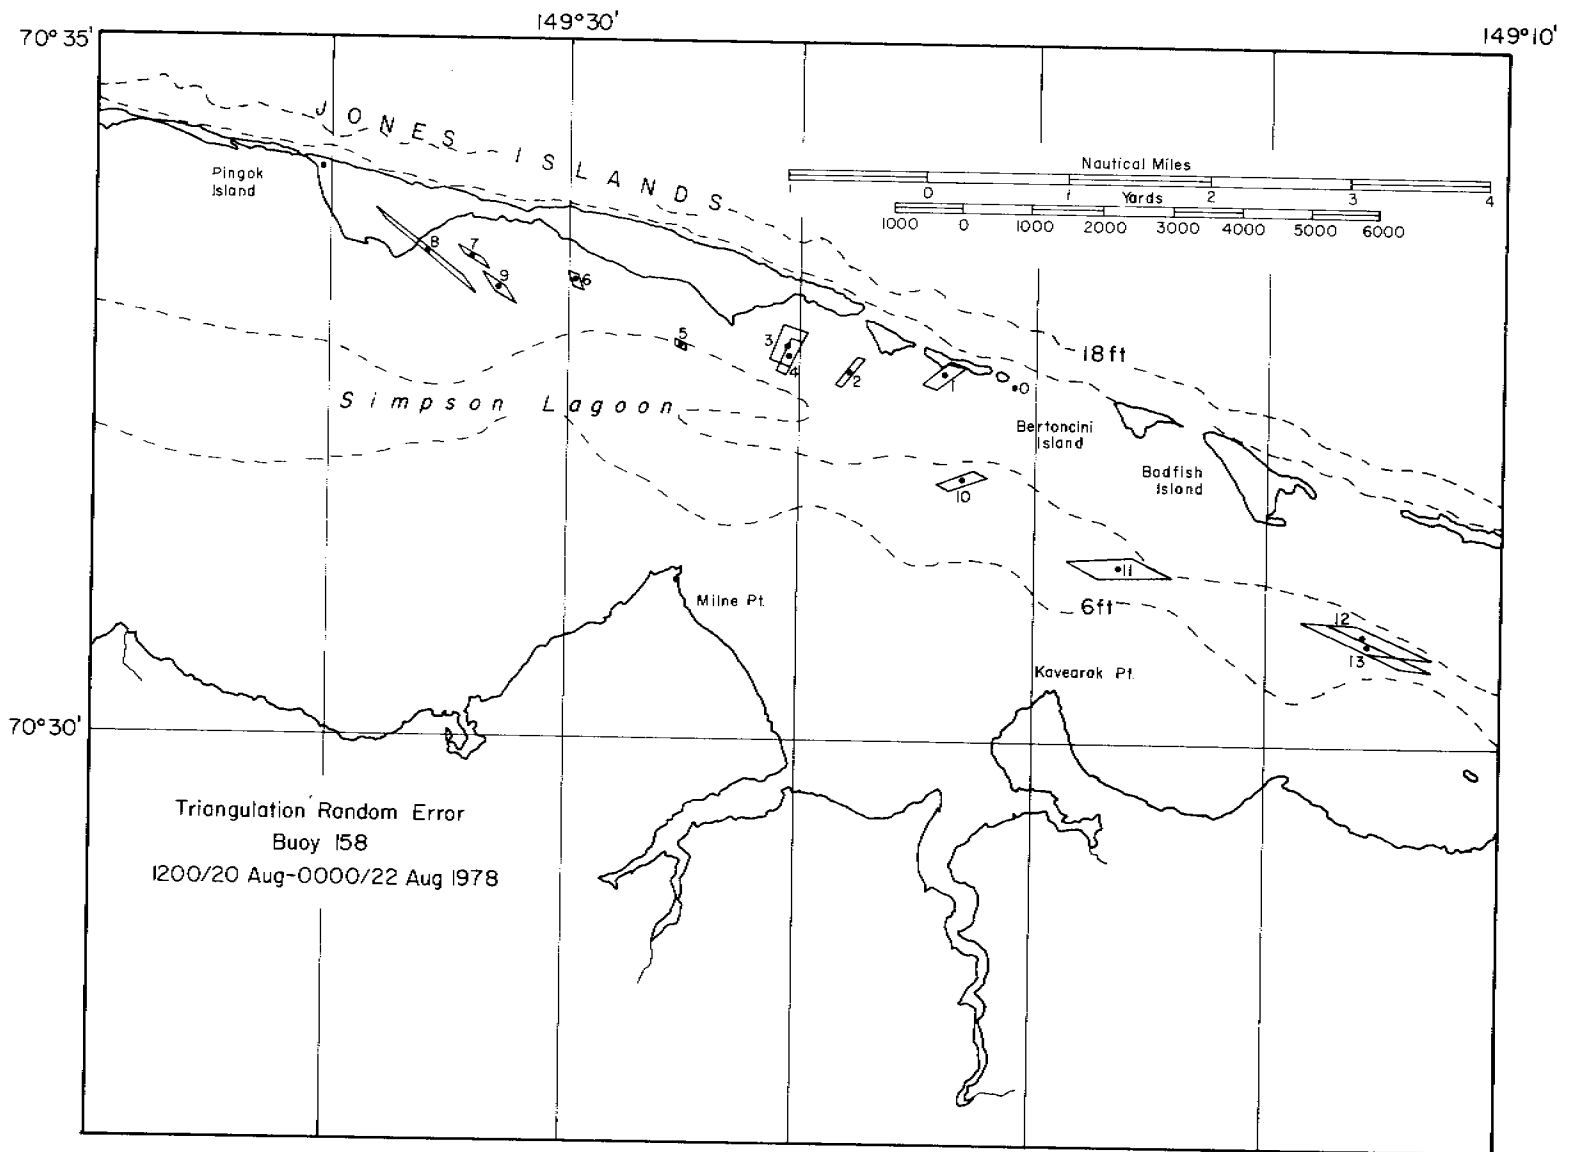 149°30'
70°35'
149°10'
JONES ISLANDS
Pingok
Island
Nautical Miles
0 1 2 3 4
Yards
1000 0 1000 2000 3000 4000 5000 6000
8
7
9
6
5
3
4
2
1
0
18ft
Simpson Lagoon
Bertoncini
Island
Bodfish
Island
10
11
Milne Pt.
6ft
12
13
Kavearak Pt.
70°30'
Triangulation Random Error
Buoy 158
1200/20 Aug-0000/22 Aug 1978